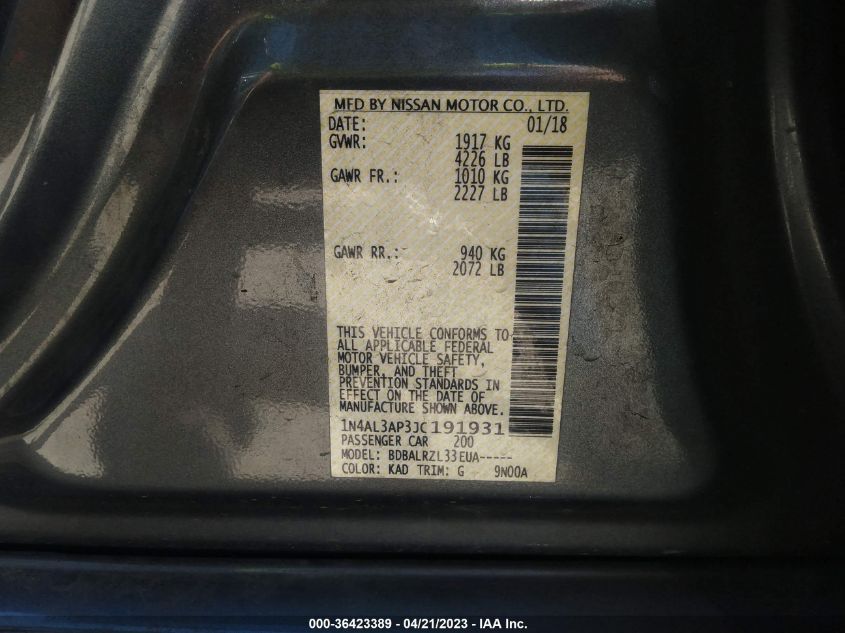 MFD BY NISSAN MOTOR CO., LTD.
DATE: 01/18
GVWR: 1917 KG
4226 LB
GAWR FR.: 1010 KG
2227 LB
GAWR RR.: 940 KG
2072 LB
THIS VEHICLE CONFORMS TO
ALL APPLICABLE FEDERAL
MOTOR VEHICLE SAFETY,
BUMPER, AND THEFT
PREVENTION STANDARDS IN
EFFECT ON THE DATE OF
MANUFACTURE SHOWN ABOVE.
1N4AL3AP3JC191931
PASSENGER CAR 200
MODEL: BDBALRZL33EUA-----
COLOR: KAD TRIM: G 9N00A
000-36423389 - 04/21/2023 - IAA Inc.